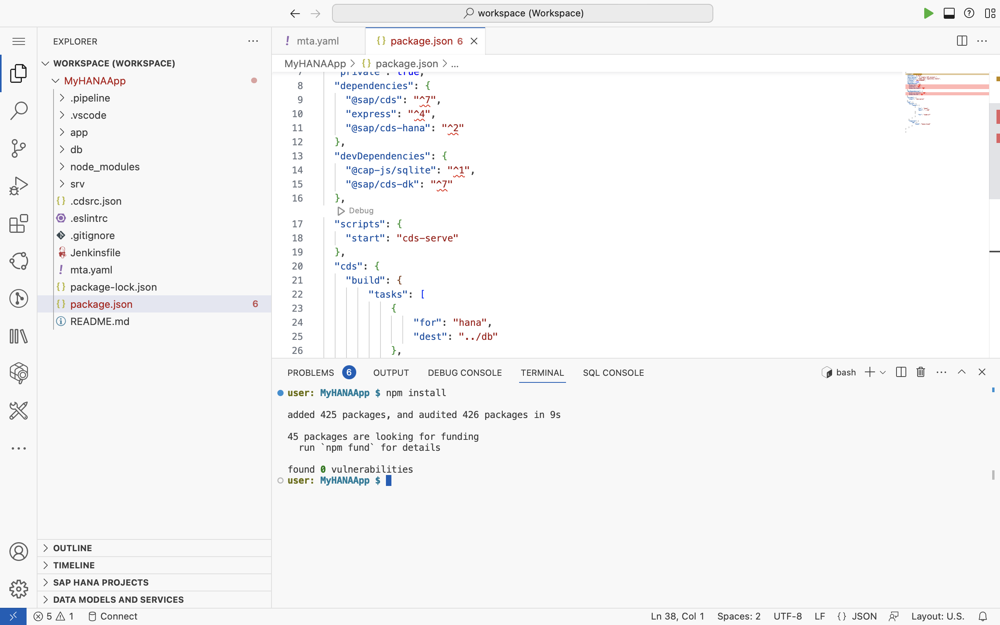 workspace (Workspace)
EXPLORER
WORKSPACE (WORKSPACE)
MyHANAApp
.pipeline
.vscode
app
db
node_modules
srv
.cdsrc.json
.eslintrc
.gitignore
Jenkinsfile
mta.yaml
package-lock.json
package.json 6
README.md
OUTLINE
TIMELINE
SAP HANA PROJECTS
DATA MODELS AND SERVICES
mta.yaml
package.json 6
MyHANAApp > {} package.json > ...
7 "private": true,
8 "dependencies": {
9 "@sap/cds": "^7",
10 "express": "^4",
11 "@sap/cds-hana": "^2"
12 },
13 "devDependencies": {
14 "@cap-js/sqlite": "^1",
15 "@sap/cds-dk": "^7"
16 },
Debug
17 "scripts": {
18 "start": "cds-serve"
19 },
20 "cds": {
21 "build": {
22 "tasks": [
23 {
24 "for": "hana",
25 "dest": "../db"
26 },
PROBLEMS 6 OUTPUT DEBUG CONSOLE TERMINAL SQL CONSOLE
bash
user: MyHANAApp $ npm install
added 425 packages, and audited 426 packages in 9s
45 packages are looking for funding
run `npm fund` for details
found 0 vulnerabilities
user: MyHANAApp $
5 1 Connect
Ln 38, Col 1 Spaces: 2 UTF-8 LF {} JSON Layout: U.S.